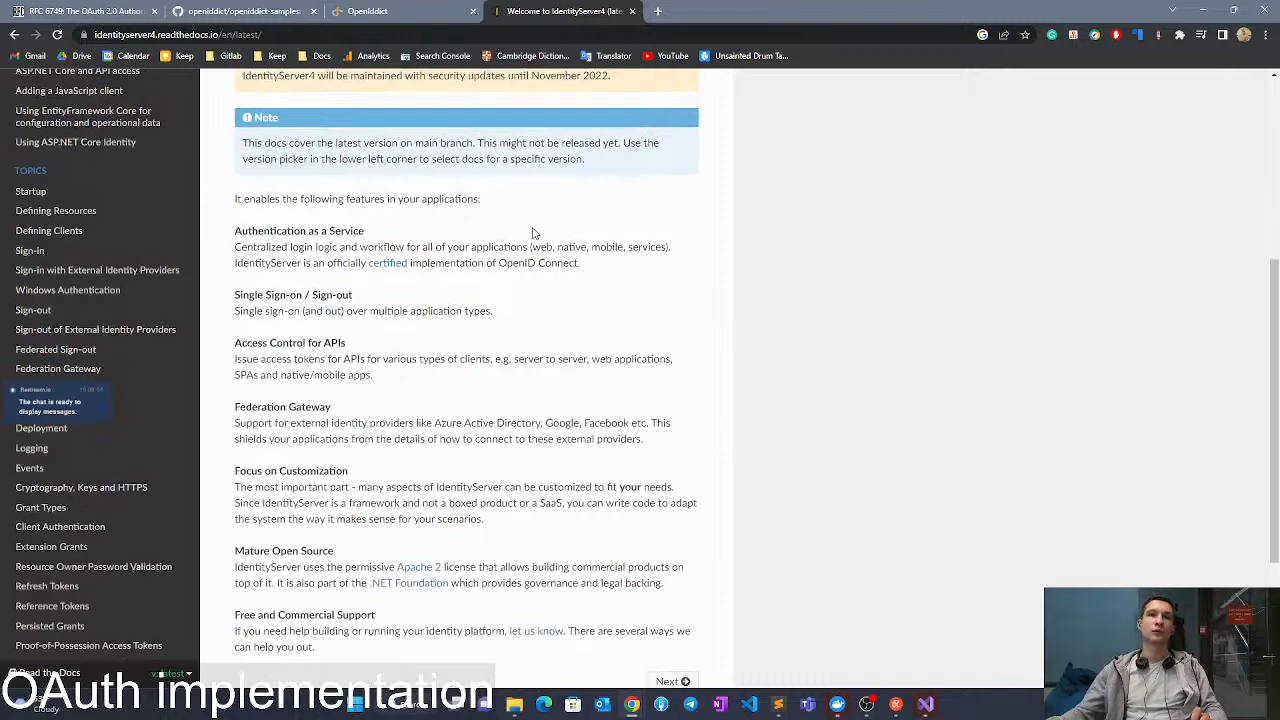 RFC 6749: The OAuth 2.0 Author
openiddict/openiddict-samples:
OpenIddict
Welcome to IdentityServer4 (late
identityserver4.readthedocs.io/en/latest/
Gmail
Drive
Calendar
Keep
Gitlab
Keep
Docs
Analytics
Search Console
Cambridge Diction...
Translator
YouTube
Unsainted Drum Ta...
ASP.NET Core and API access
Adding a JavaScript client
Using EntityFramework Core for
configuration and operational data
Using ASP.NET Core Identity
TOPICS
Startup
Defining Resources
Defining Clients
Sign-in
Sign-in with External Identity Providers
Windows Authentication
Sign-out
Sign-out of External Identity Providers
Federated Sign-out
Federation Gateway
Restream.io
The chat is ready to
display messages.
Deployment
Logging
Events
Cryptography, Keys and HTTPS
Grant Types
Client Authentication
Extension Grants
Resource Owner Password Validation
Refresh Tokens
Reference Tokens
Persisted Grants
Proof-of-Possession Access Tokens
v: latest
IdentityServer4 will be maintained with security updates until November 2022.
Note
This docs cover the latest version on main branch. This might not be released yet. Use the
version picker in the lower left corner to select docs for a specific version.
It enables the following features in your applications:
Authentication as a Service
Centralized login logic and workflow for all of your applications (web, native, mobile, services).
IdentityServer is an officially certified implementation of OpenID Connect.
Single Sign-on / Sign-out
Single sign-on (and out) over multiple application types.
Access Control for APIs
Issue access tokens for APIs for various types of clients, e.g. server to server, web applications,
SPAs and native/mobile apps.
Federation Gateway
Support for external identity providers like Azure Active Directory, Google, Facebook etc. This
shields your applications from the details of how to connect to these external providers.
Focus on Customization
The most important part - many aspects of IdentityServer can be customized to fit your needs.
Since IdentityServer is a framework and not a boxed product or a SaaS, you can write code to adapt
the system the way it makes sense for your scenarios.
Mature Open Source
IdentityServer uses the permissive Apache 2 license that allows building commercial products on
top of it. It is also part of the .NET Foundation which provides governance and legal backing.
Free and Commercial Support
If you need help building or running your identity platform, let us know. There are several ways we
can help you out.
Next
OAuth implementation
Cloudy